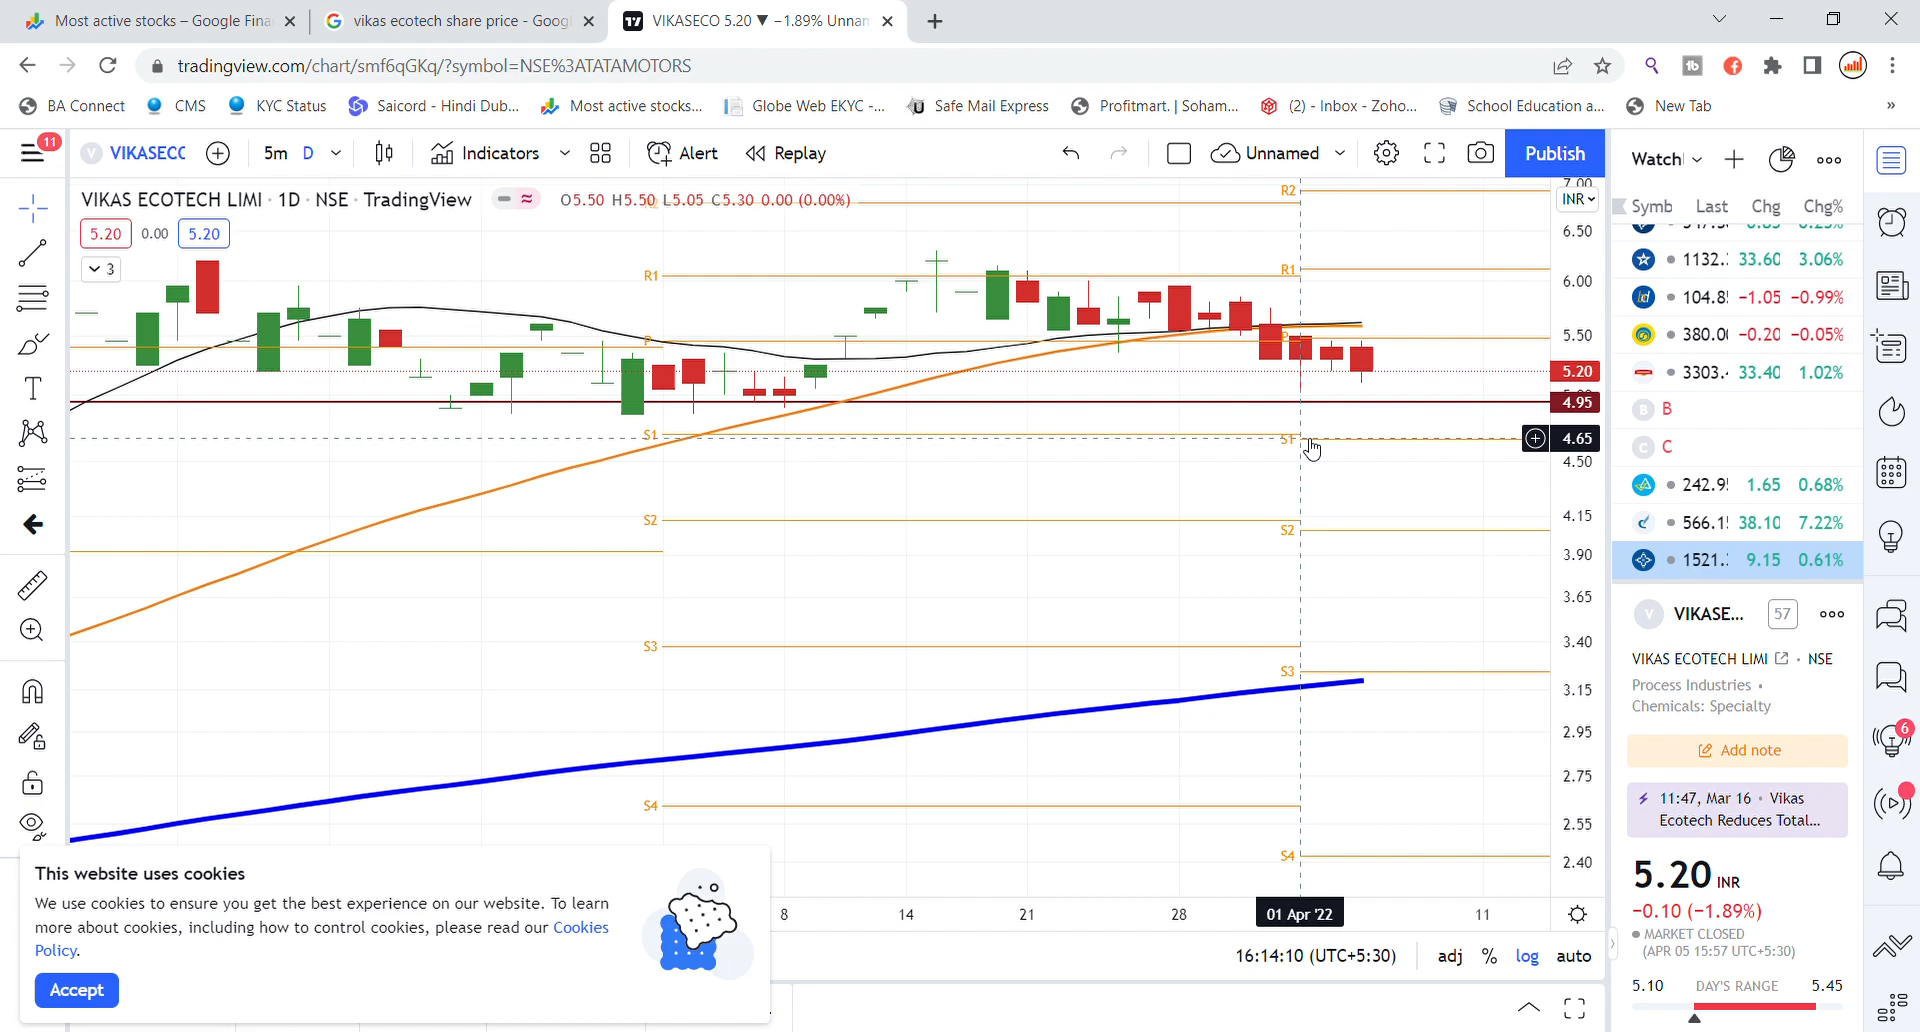 Most active stocks – Google Fina
vikas ecotech share price - Goog
VIKASECO 5.20 ▼ −1.89% Unnan
tradingview.com/chart/smf6qGKq/?symbol=NSE%3ATATAMOTORS
BA Connect
CMS
KYC Status
Saicord - Hindi Dub...
Most active stocks...
Globe Web EKYC -...
Safe Mail Express
Profitmart. | Soham...
(2) - Inbox - Zoho...
School Education a...
New Tab
»
11
V VIKASECO
5m D
Indicators
Alert
Replay
Unnamed
Publish
VIKAS ECOTECH LIMI · 1D · NSE · TradingView
O5.50 H5.50 L5.05 C5.30 0.00 (0.00%)
5.20 0.00 5.20
3
R2
R1
R1
P
S1
S1
S2
S2
S3
S3
S4
S4
7.00
INR
6.50
6.00
5.50
5.20
4.95
4.65
4.50
4.15
3.90
3.65
3.40
3.15
2.95
2.75
2.55
2.40
8 14 21 28 01 Apr '22 11
16:14:10 (UTC+5:30)
adj % log auto
This website uses cookies
We use cookies to ensure you get the best experience on our website. To learn
more about cookies, including how to control cookies, please read our Cookies
Policy.
Accept
Watchl
Symb Last Chg Chg%
1132. 33.60 3.06%
104.8 −1.05 −0.99%
380.00 −0.20 −0.05%
3303. 33.40 1.02%
B B
C C
242.9 1.65 0.68%
566.1 38.10 7.22%
1521. 9.15 0.61%
V VIKASE... 57
VIKAS ECOTECH LIMI · NSE
Process Industries •
Chemicals: Specialty
Add note
11:47, Mar 16 • Vikas
Ecotech Reduces Total...
5.20 INR
−0.10 (−1.89%)
MARKET CLOSED
(APR 05 15:57 UTC+5:30)
5.10 DAY'S RANGE 5.45
6